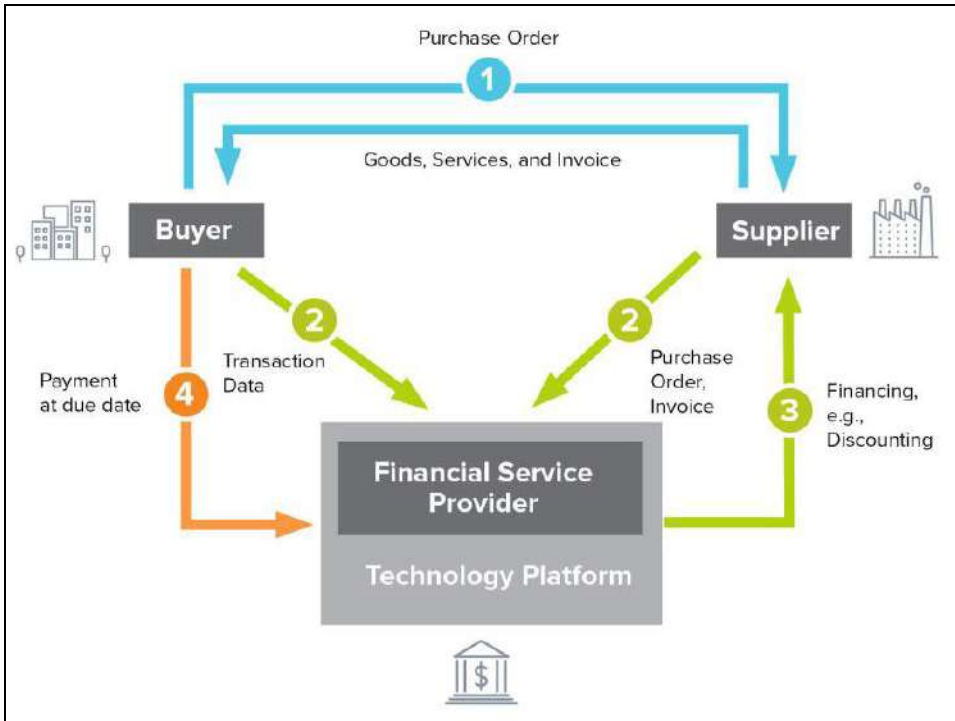 Purchase Order
1
Goods, Services, and Invoice
Buyer
Supplier
2
Transaction
Data
2
Purchase
Order,
Invoice
Payment
at due date
4
3
Financing,
e.g.,
Discounting
Financial Service
Provider
Technology Platform
$